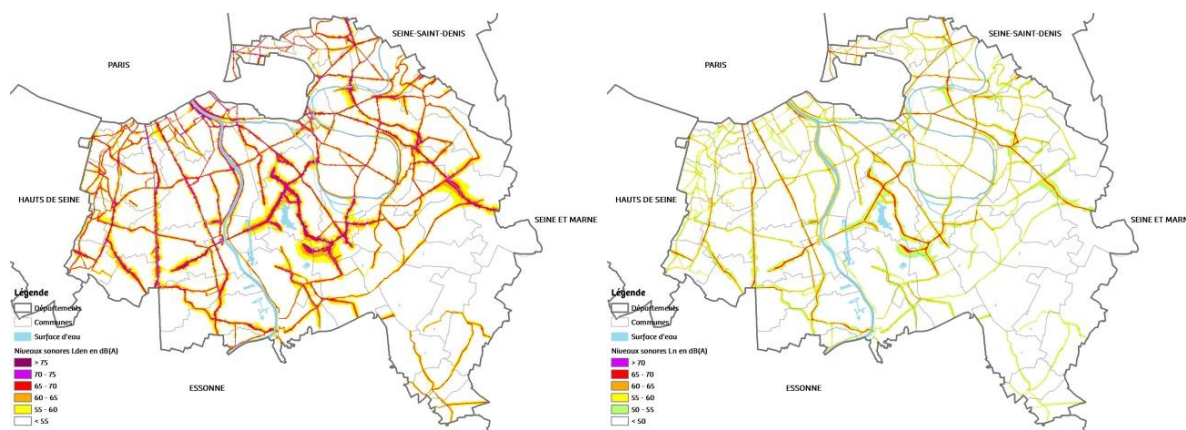 SEINE-SAINT-DENIS
PARIS
HAUTS DE SEINE
SEINE ET MARNE
ESSONNE
Légende
Départements
Communes
Surface d'eau
Niveaux sonores Lden en dB(A)
> 75
70 - 75
65 - 70
60 - 65
55 - 60
< 55
SEINE-SAINT-DENIS
PARIS
HAUTS DE SEINE
SEINE ET MARN
ESSONNE
Légende
Départements
Communes
Surface d'eau
Niveaux sonores Ln en dB(A)
> 70
65 - 70
60 - 65
55 - 60
50 - 55
< 50